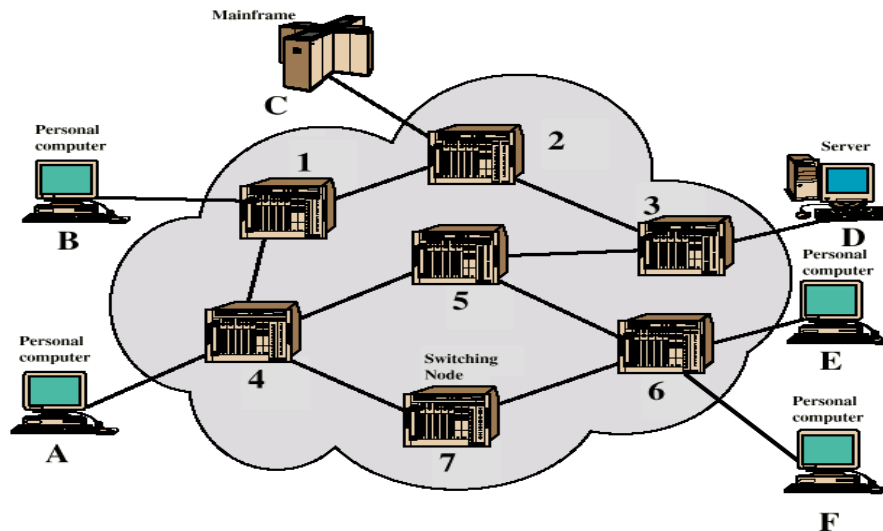 Mainframe
C
2
Personal
computer
1
Server
B
3
D
Personal
computer
5
Personal
computer
Switching
Node
E
4
6
Personal
computer
A
7
F